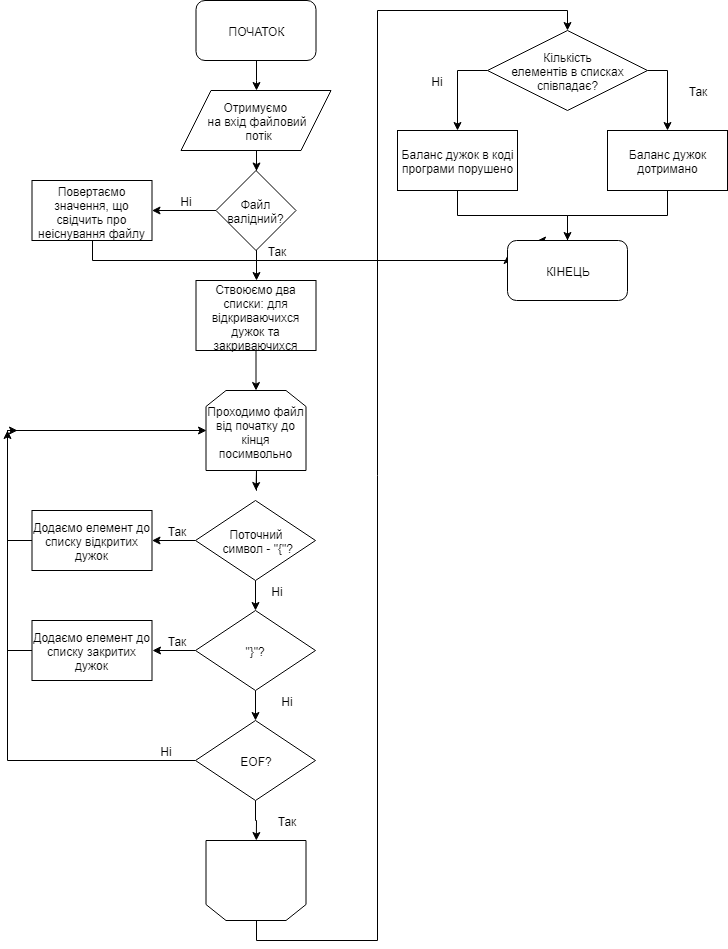 ПОЧАТОК
Отримуємо
на вхід файловий
потік
Файл
валідний?
Ні
Повертаємо
значення, що
свідчить про
неіснування файлу
Так
Ствоюємо два
списки: для
відкриваючихся
дужок та
закриваючихся
Проходимо файл
від початку до
кінця
посимвольно
Поточний
символ - "{"?
Так
Додаємо елемент до
списку відкритих
дужок
Ні
"}"?
Так
Додаємо елемент до
списку закритих
дужок
Ні
EOF?
Ні
Так
Кількість
елементів в списках
співпадає?
Ні
Так
Баланс дужок в коді
програми порушено
Баланс дужок
дотримано
КІНЕЦЬ